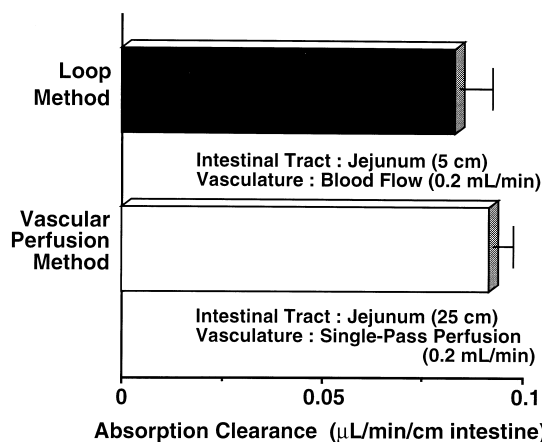 Loop
Method
Intestinal Tract : Jejunum (5 cm)
Vasculature : Blood Flow (0.2 mL/min)
Vascular
Perfusion
Method
Intestinal Tract : Jejunum (25 cm)
Vasculature : Single-Pass Perfusion
(0.2 mL/min)
0 0.05 0.1
Absorption Clearance (μL/min/cm intestine)